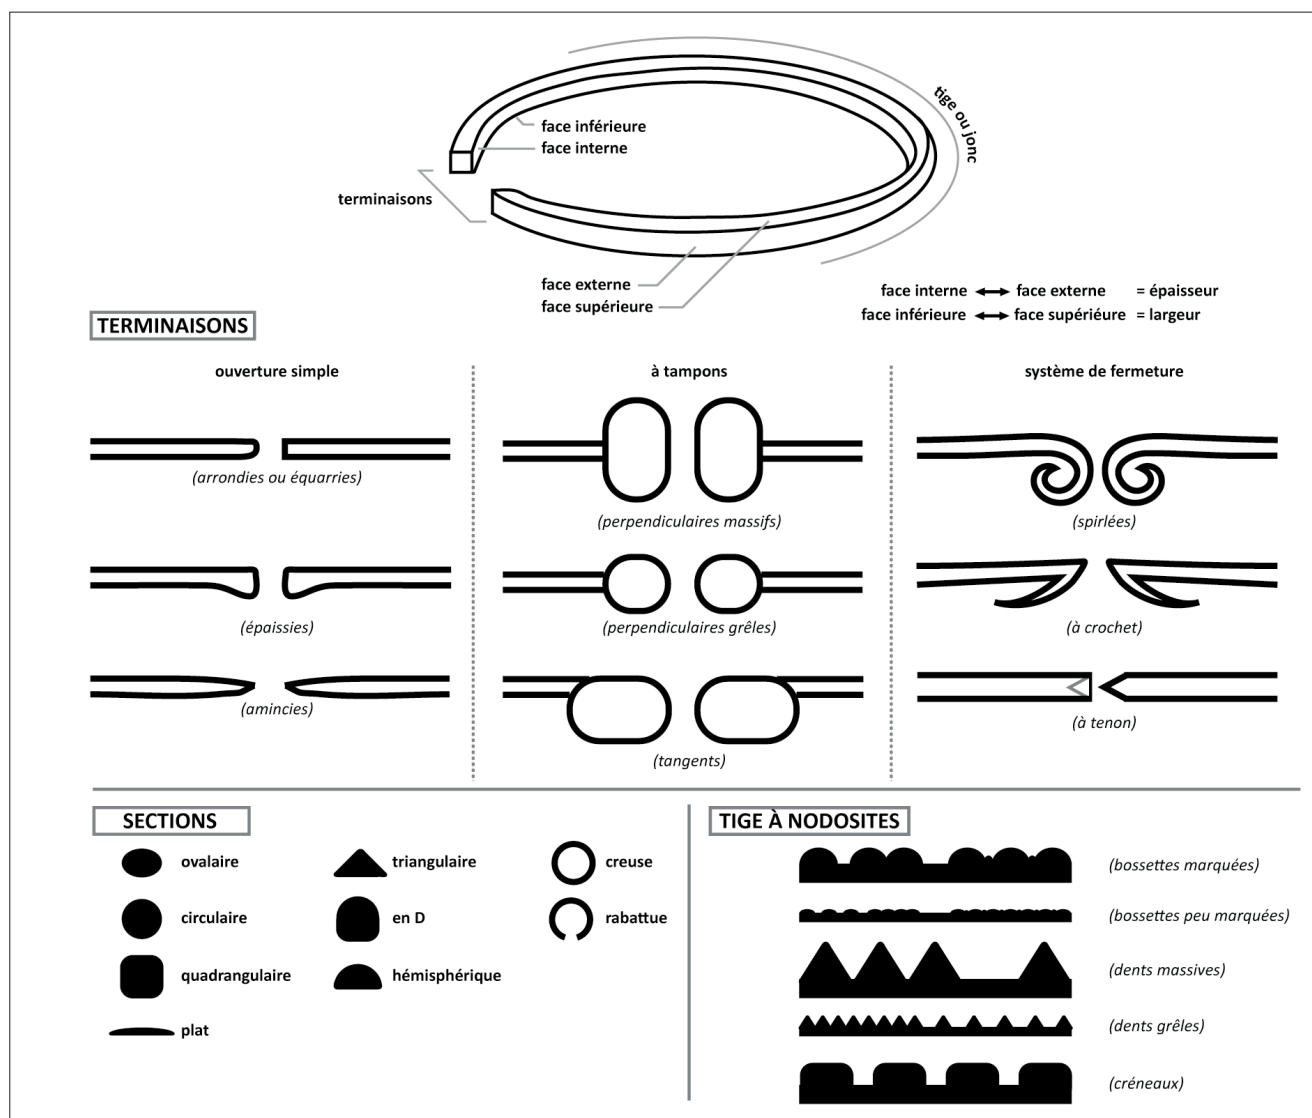 tige ou jonc
face inférieure
face interne
terminaisons
face externe
face supérieure
face interne face externe = épaisseur
face inférieure face supériéure = largeur
TERMINAISONS
ouverture simple
(arrondies ou équarries)
(épaissies)
(amincies)
à tampons
(perpendiculaires massifs)
(perpendiculaires grêles)
(tangents)
système de fermeture
(spirlées)
(à crochet)
(à tenon)
SECTIONS
ovalaire
circulaire
quadrangulaire
plat
triangulaire
en D
hémisphérique
creuse
rabattue
TIGE À NODOSITES
(bossettes marquées)
(bossettes peu marquées)
(dents massives)
(dents grêles)
(créneaux)